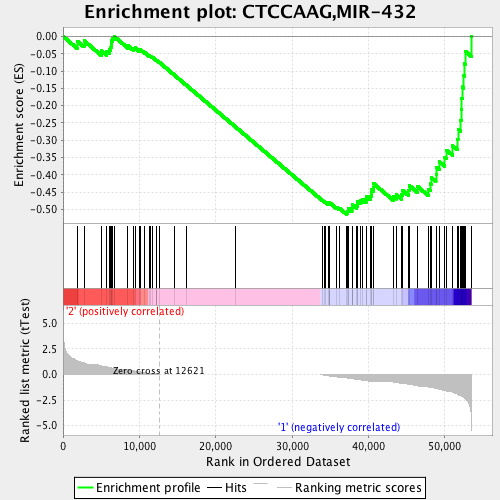 Enrichment plot: CTCCAAG,MIR-432
Enrichment score (ES)
0.00
-0.05
-0.10
-0.15
-0.20
-0.25
-0.30
-0.35
-0.40
-0.45
-0.50
'2' (positively correlated)
Zero cross at 12621
'1' (negatively correlated)
Ranked list metric (tTest)
5.0
2.5
0.0
-2.5
-5.0
0
10,000
20,000
30,000
40,000
50,000
Rank in Ordered Dataset
Enrichment profile
Hits
Ranking metric scores